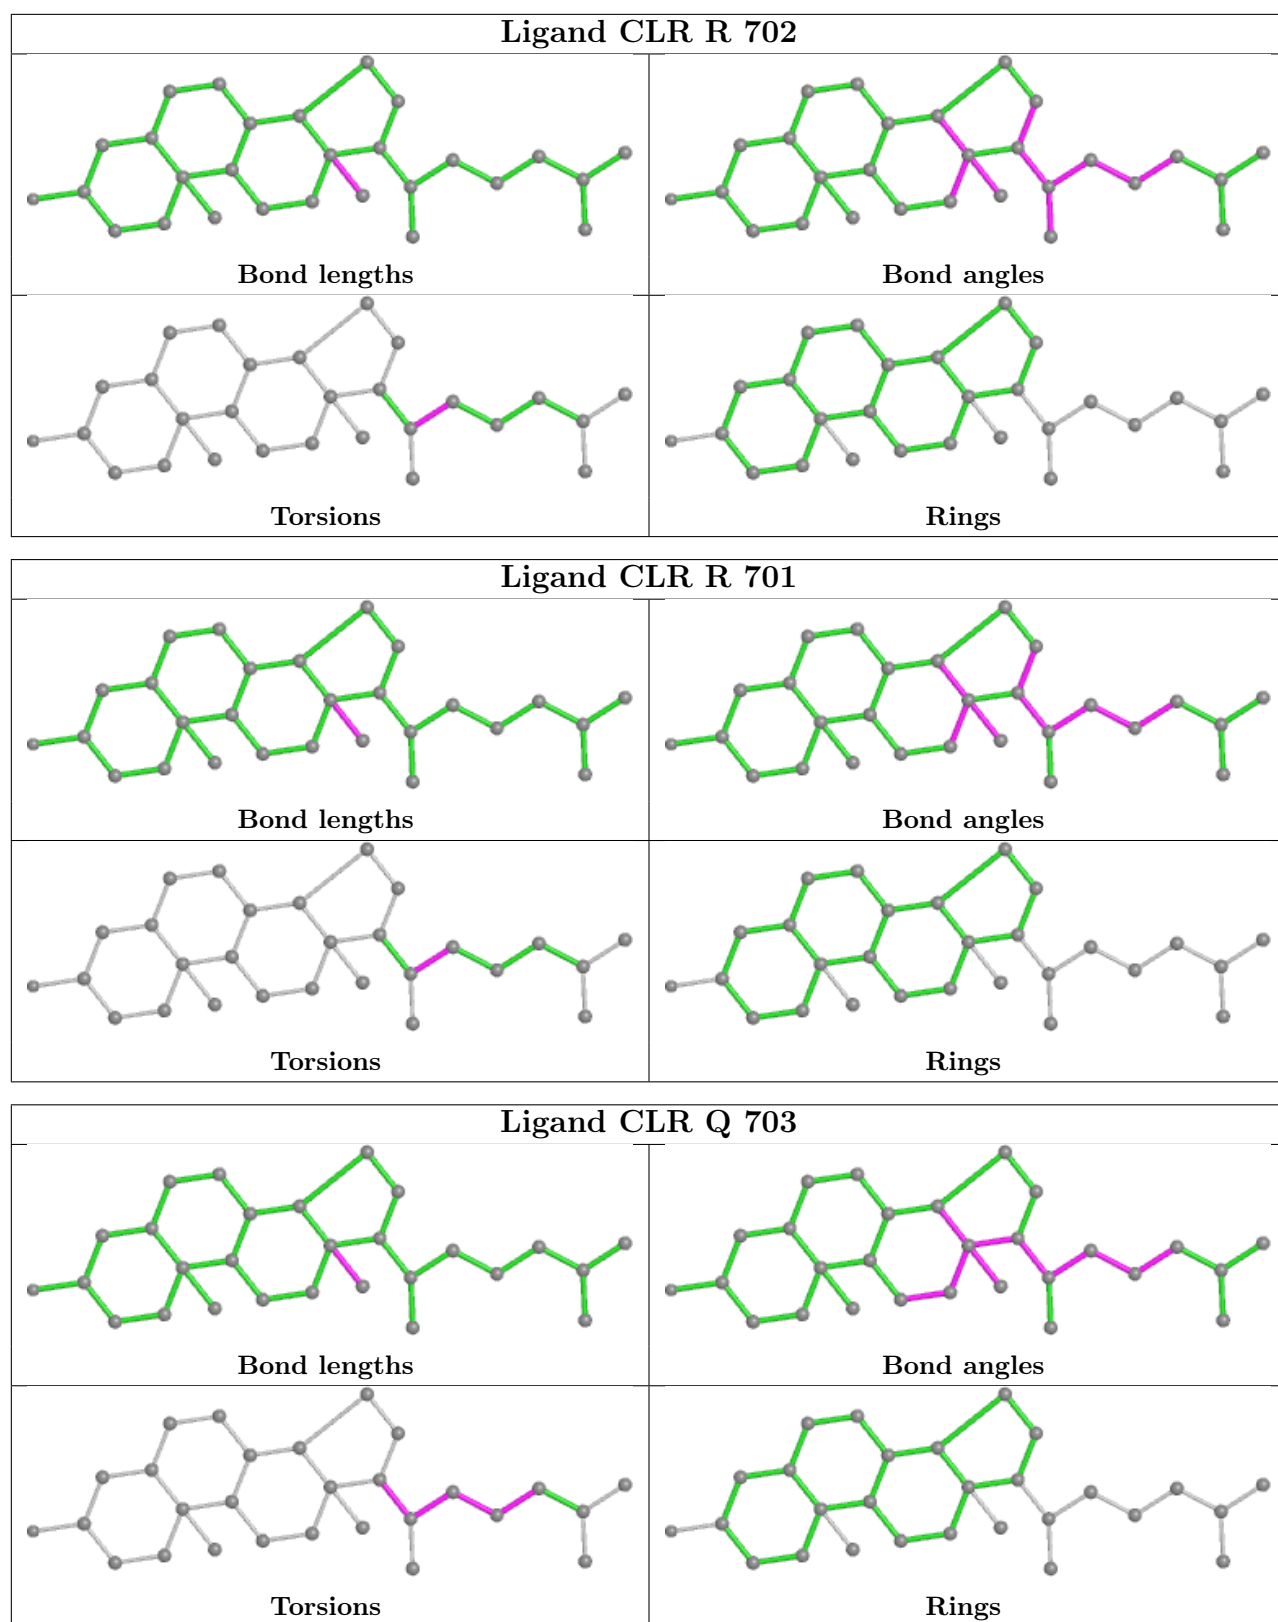 Ligand CLR R 702
Bond lengths
Bond angles
Torsions
Rings
Ligand CLR R 701
Bond lengths
Bond angles
Torsions
Rings
Ligand CLR Q 703
Bond lengths
Bond angles
Torsions
Rings